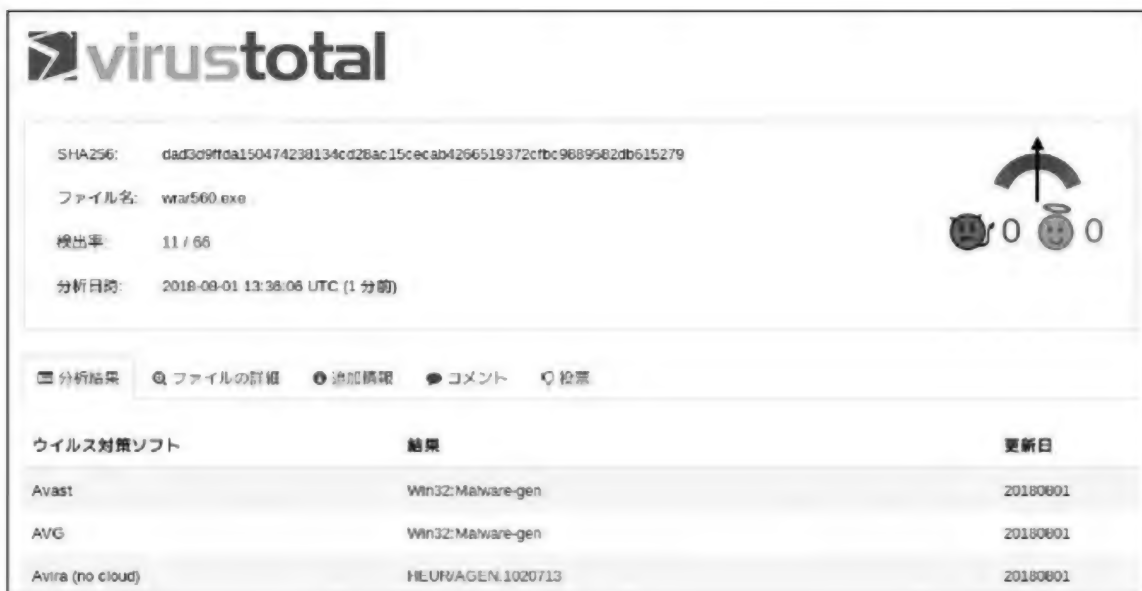 virustotal
SHA256: dad3d9ffda150474238134cd28ac15cecab4266519372cfbc9889582db615279
ファイル名: wrar560.exe
検出率: 11 / 66
分析日時: 2018-08-01 13:36:06 UTC (1 分前)
0 0
分析結果 ファイルの詳細 追加情報 コメント 投票
ウイルス対策ソフト 結果 更新日
Avast Win32:Malware-gen 20180801
AVG Win32:Malware-gen 20180801
Avira (no cloud) HEUR/AGEN.1020713 20180801